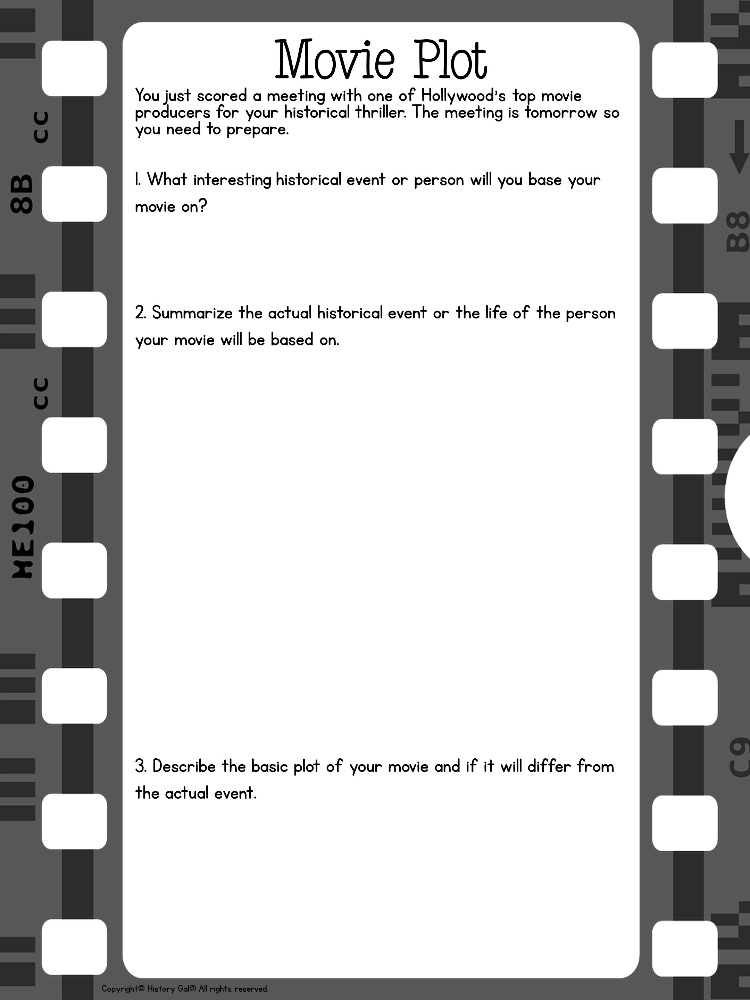 Movie Plot
You just scored a meeting with one of Hollywood's top movie
producers for your historical thriller. The meeting is tomorrow so
you need to prepare.
1. What interesting historical event or person will you base your
movie on?
2. Summarize the actual historical event or the life of the person
your movie will be based on.
3. Describe the basic plot of your movie and if it will differ from
the actual event.
CC
8B
CC
ME100
B8
C9
Copyright© History Gal® All rights reserved.